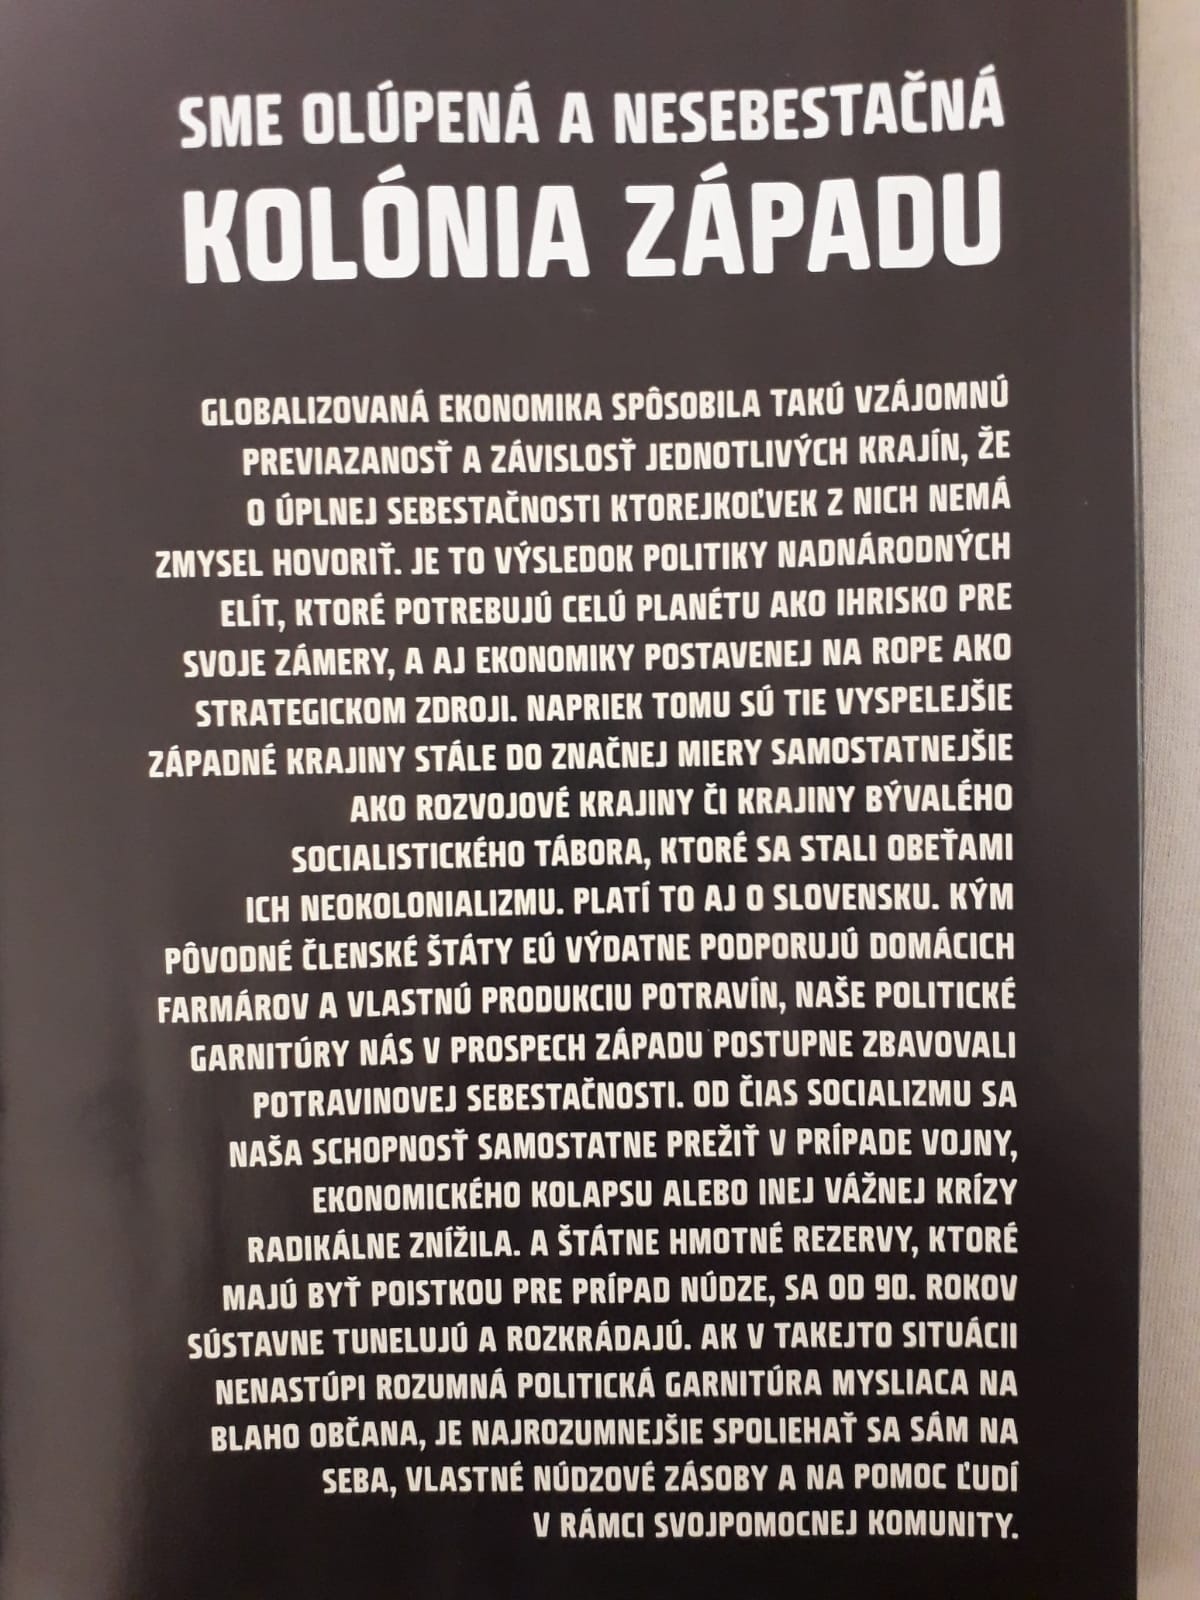 SME OLÚPENÁ A NESEBESTAČNÁ
KOLÓNIA ZÁPADU
GLOBALIZOVANÁ EKONOMIKA SPÔSOBILA TAKÚ VZÁJOMNÚ
PREVIAZANOSŤ A ZÁVISLOSŤ JEDNOTLIVÝCH KRAJÍN, ŽE
O ÚPLNEJ SEBESTAČNOSTI KTOREJKOĽVEK Z NICH NEMÁ
ZMYSEL HOVORIŤ. JE TO VÝSLEDOK POLITIKY NADNÁRODNÝCH
ELÍT, KTORÉ POTREBUJÚ CELÚ PLANÉTU AKO IHRISKO PRE
SVOJE ZÁMERY, A AJ EKONOMIKY POSTAVENEJ NA ROPE AKO
STRATEGICKOM ZDROJI. NAPRIEK TOMU SÚ TIE VYSPELEJŠIE
ZÁPADNÉ KRAJINY STÁLE DO ZNAČNEJ MIERY SAMOSTATNEJŠIE
AKO ROZVOJOVÉ KRAJINY ČI KRAJINY BÝVALÉHO
SOCIALISTICKÉHO TÁBORA, KTORÉ SA STALI OBEŤAMI
ICH NEOKOLONIALIZMU. PLATÍ TO AJ O SLOVENSKU. KÝM
PÔVODNÉ ČLENSKÉ ŠTÁTY EÚ VÝDATNE PODPORUJÚ DOMÁCICH
FARMÁROV A VLASTNÚ PRODUKCIU POTRAVÍN, NAŠE POLITICKÉ
GARNITÚRY NÁS V PROSPECH ZÁPADU POSTUPNE ZBAVOVALI
POTRAVINOVEJ SEBESTAČNOSTI. OD ČIAS SOCIALIZMU SA
NAŠA SCHOPNOSŤ SAMOSTATNE PREŽIŤ V PRÍPADE VOJNY,
EKONOMICKÉHO KOLAPSU ALEBO INEJ VÁŽNEJ KRÍZY
RADIKÁLNE ZNÍŽILA. A ŠTÁTNE HMOTNÉ REZERVY, KTORÉ
MAJÚ BYŤ POISTKOU PRE PRÍPAD NÚDZE, SA OD 90. ROKOV
SÚSTAVNE TUNELUJÚ A ROZKRÁDAJÚ. AK V TAKEJTO SITUÁCII
NENASTÚPI ROZUMNÁ POLITICKÁ GARNITÚRA MYSLIACA NA
BLAHO OBČANA, JE NAJROZUMNEJŠIE SPOLIEHAŤ SA SÁM NA
SEBA, VLASTNÉ NÚDZOVÉ ZÁSOBY A NA POMOC ĽUDÍ
V RÁMCI SVOJPOMOCNEJ KOMUNITY.